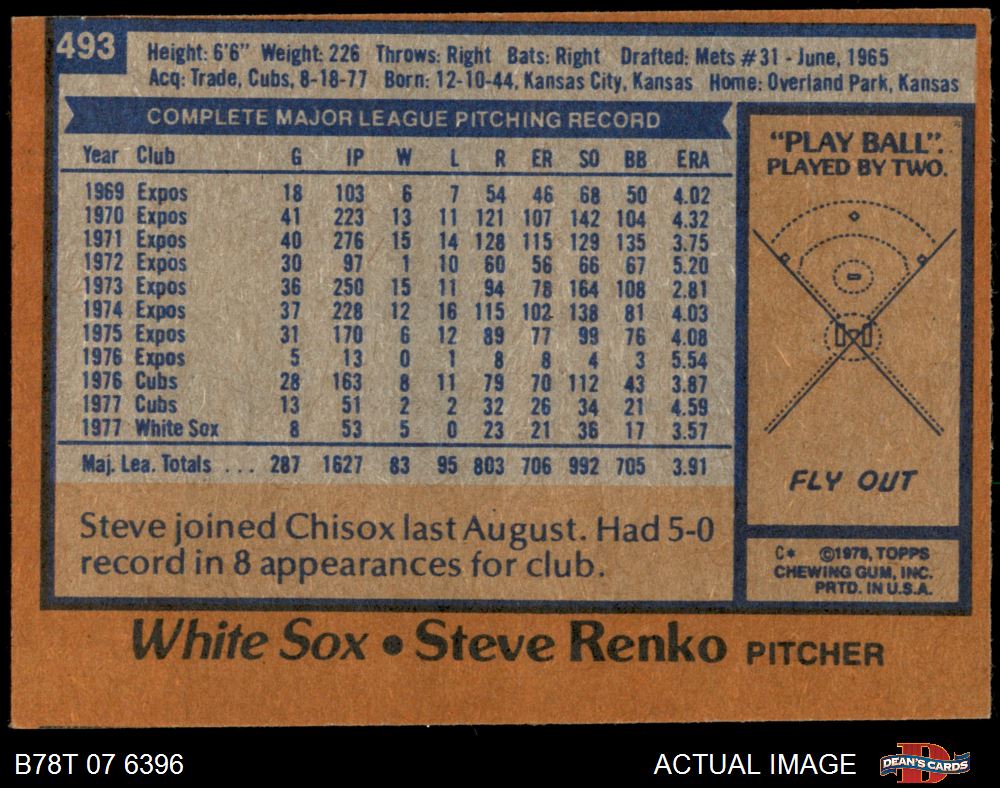 493
Height: 6'6" Weight: 226 Throws: Right Bats: Right Drafted: Mets #31 - June, 1965
Acq: Trade, Cubs, 8-18-77 Born: 12-10-44, Kansas City, Kansas Home: Overland Park, Kansas
COMPLETE MAJOR LEAGUE PITCHING RECORD
Year Club G IP W L R ER SO BB ERA
1969 Expos 18 103 6 7 54 46 68 50 4.02
1970 Expos 41 223 13 11 121 107 142 104 4.32
1971 Expos 40 276 15 14 128 115 129 135 3.75
1972 Expos 30 97 1 10 60 56 66 67 5.20
1973 Expos 36 250 15 11 94 78 164 108 2.81
1974 Expos 37 228 12 16 115 102 138 81 4.03
1975 Expos 31 170 6 12 89 77 99 76 4.08
1976 Expos 5 13 0 1 8 8 4 3 5.54
1976 Cubs 28 163 8 11 79 70 112 43 3.87
1977 Cubs 13 51 2 2 32 26 34 21 4.59
1977 White Sox 8 53 5 0 23 21 36 17 3.57
Maj. Lea. Totals ... 287 1627 83 95 803 706 992 705 3.91
Steve joined Chisox last August. Had 5-0
record in 8 appearances for club.
"PLAY BALL".
PLAYED BY TWO.
FLY OUT
C* ©1978, TOPPS
CHEWING GUM, INC.
PRTD. IN U.S.A.
White Sox • Steve Renko PITCHER
B78T 07 6396
ACTUAL IMAGE
DEAN'S CARDS